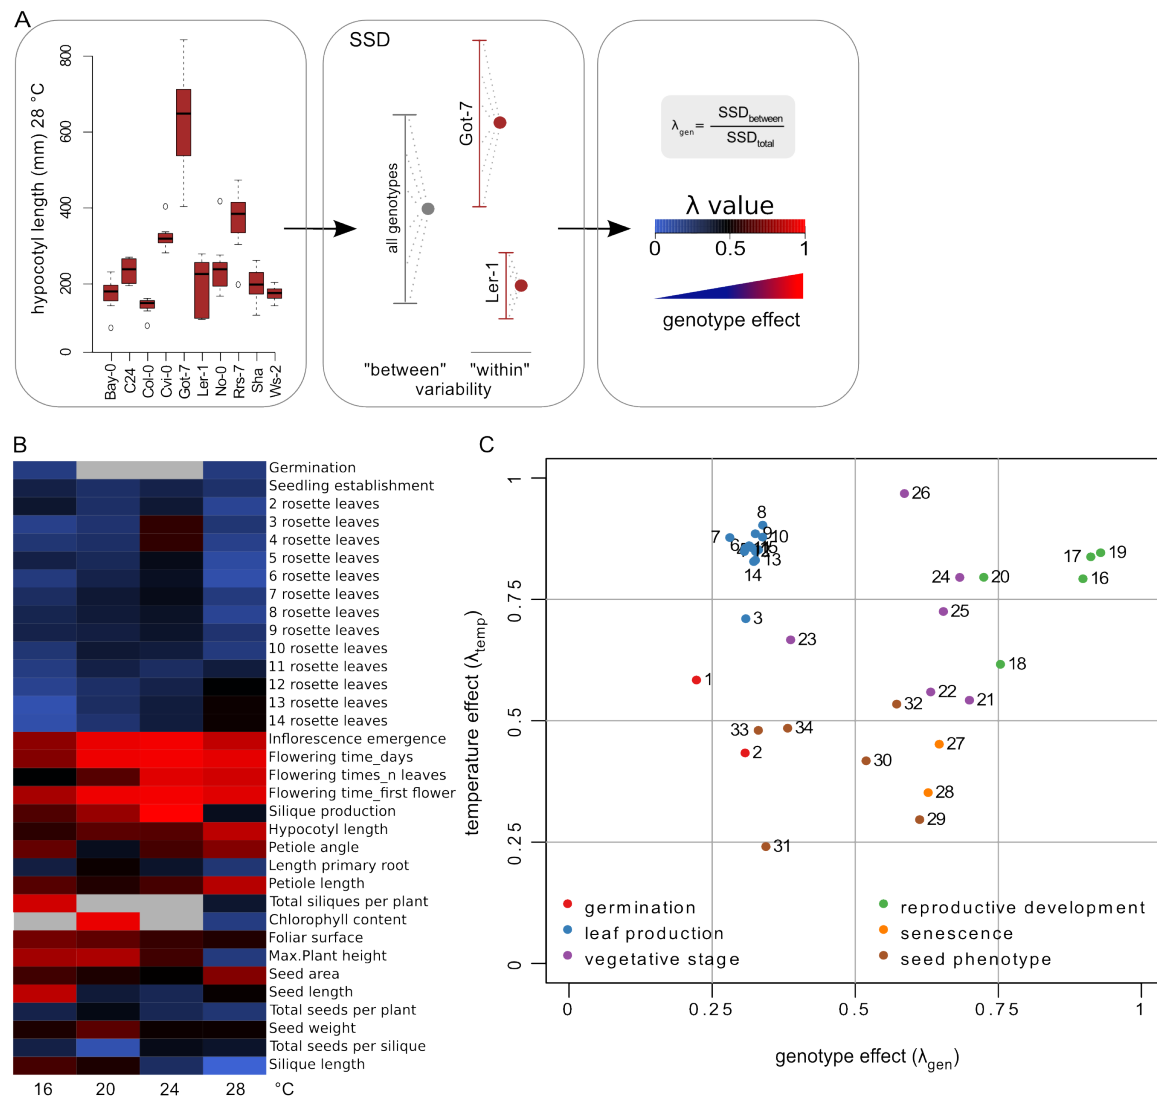 A
hypocotyl length (mm) 28 °C
800
600
400
200
0
Bay-0
C24
Col-0
Cvi-0
Got-7
Ler-1
No-0
Rrs-7
Sha
Ws-2
SSD
all genotypes
Got-7
Ler-1
"between" "within"
variability
λgen= SSDbetween
SSDtotal
λ value
0 0.5 1
genotype effect
B
Germination
Seedling establishment
2 rosette leaves
3 rosette leaves
4 rosette leaves
5 rosette leaves
6 rosette leaves
7 rosette leaves
8 rosette leaves
9 rosette leaves
10 rosette leaves
11 rosette leaves
12 rosette leaves
13 rosette leaves
14 rosette leaves
Inflorescence emergence
Flowering time_days
Flowering times_n leaves
Flowering time_first flower
Silique production
Hypocotyl length
Petiole angle
Length primary root
Petiole length
Total siliques per plant
Chlorophyll content
Foliar surface
Max.Plant height
Seed area
Seed length
Total seeds per plant
Seed weight
Total seeds per silique
Silique length
16 20 24 28 °C
C
temperature effect (λtemp)
1
0.75
0.5
0.25
0
26
8
7 9 10
6
13
14
17 19
24 20 16
3 25
23
18
1
22 21
32
33 34
2 27
30
28
29
31
germination
leaf production
vegetative stage
reproductive development
senescence
seed phenotype
0 0.25 0.5 0.75 1
genotype effect (λgen)